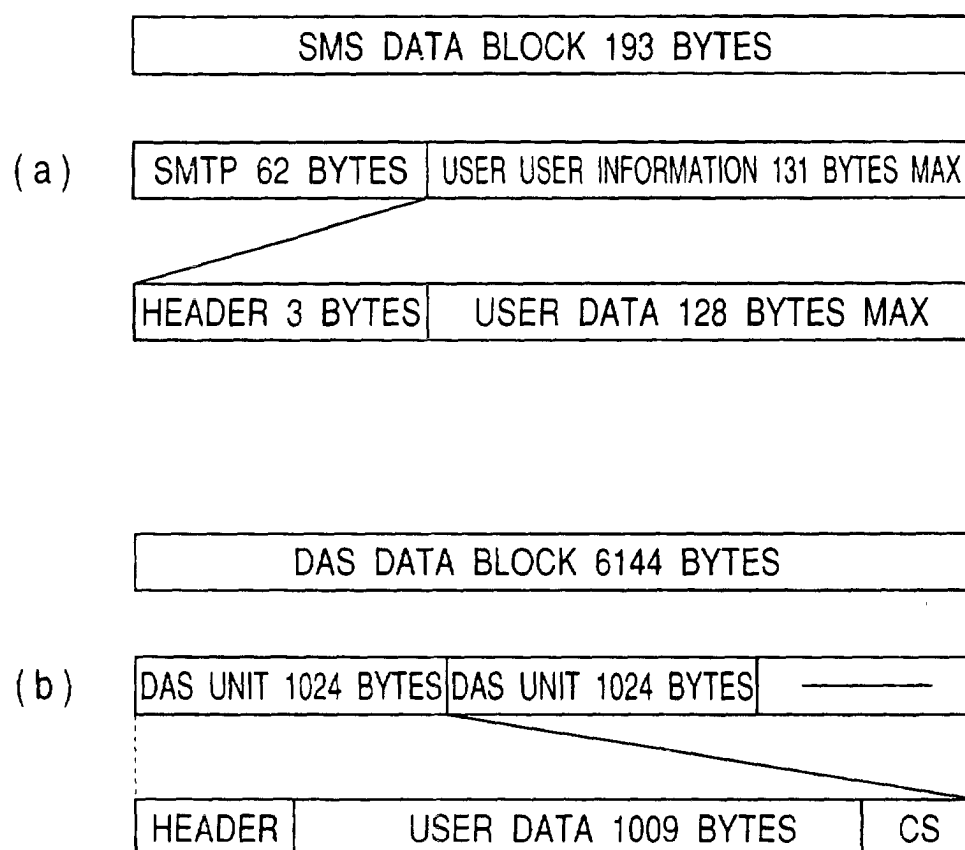 SMS DATA BLOCK 193 BYTES
(a)
SMTP 62 BYTES USER USER INFORMATION 131 BYTES MAX
HEADER 3 BYTES USER DATA 128 BYTES MAX
DAS DATA BLOCK 6144 BYTES
(b)
DAS UNIT 1024 BYTES DAS UNIT 1024 BYTES
HEADER USER DATA 1009 BYTES CS